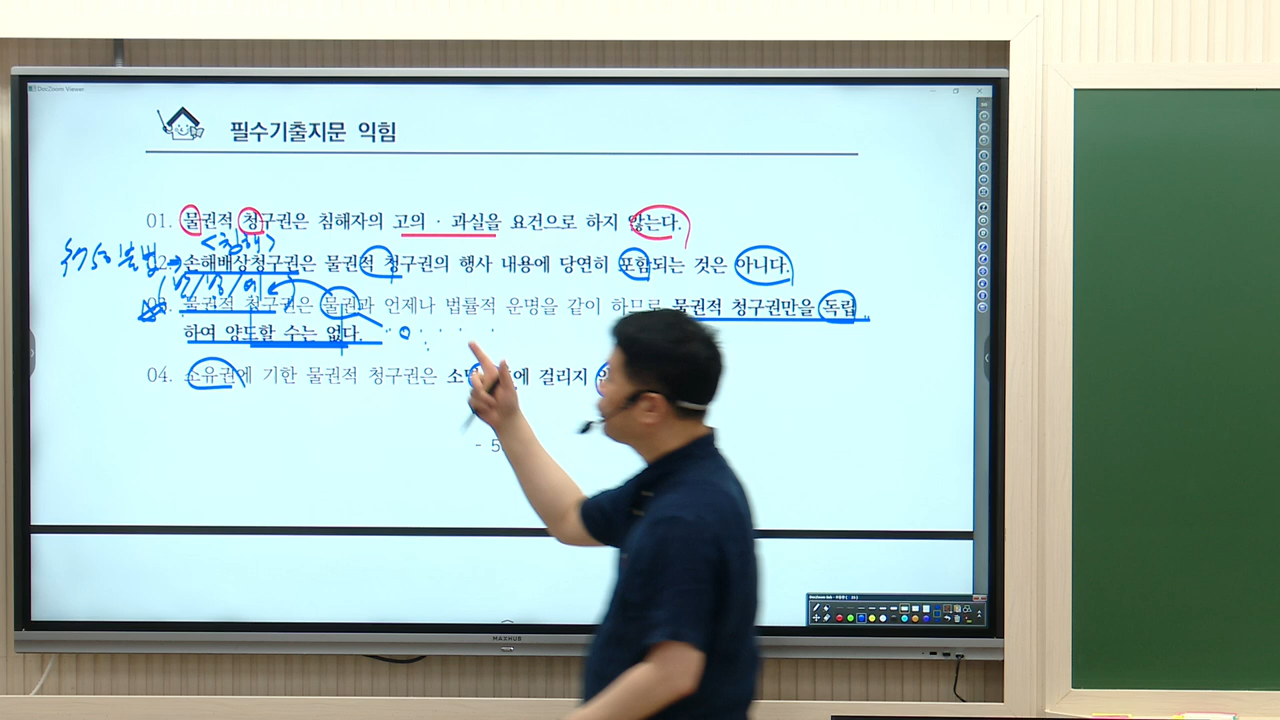 DocZoom Viewer
필수기출지문 익힘
01. 물권적 청구권은 침해자의 고의 · 과실을 요건으로 하지 않는다.
<침해>
손해배상청구권은 물권적 청구권의 행사 내용에 당연히 포함되는 것은 아니다.
물권적 청구권은 물권과 언제나 법률적 운명을 같이 하므로 물권적 청구권만을 독립
하여 양도할 수는 없다.
04. 소유권에 기한 물권적 청구권은 에 걸리지
- 5
MAXHUB